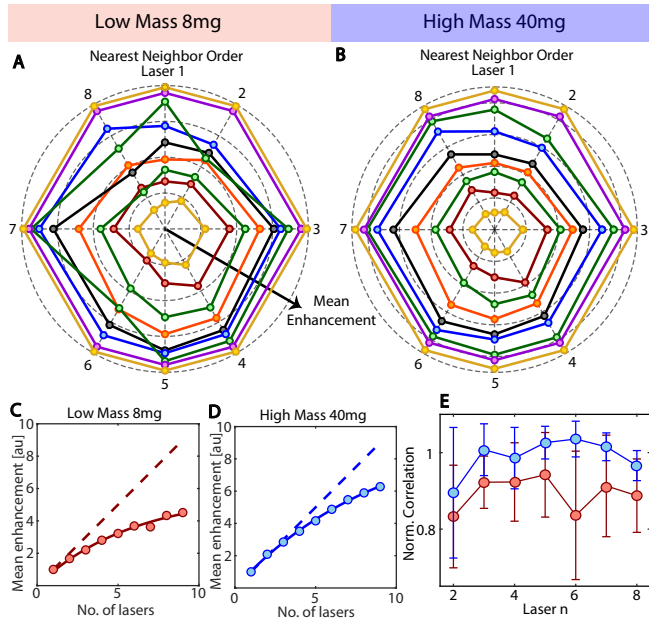 Low Mass 8mg
High Mass 40mg
A
Nearest Neighbor Order
Laser 1
B
Nearest Neighbor Order
Laser 1
8
2
8
2
7
3
7
3
Mean
Enhancement
6
4
6
4
5
5
C
Low Mass 8mg
D
High Mass 40mg
E
Mean enhancement [au]
10
8
6
4
2
0
0
5
10
No. of lasers
Mean enhancement [au]
10
8
6
4
2
0
0
5
10
No. of lasers
Norm. Correlation
1
0.8
2
4
6
8
Laser n